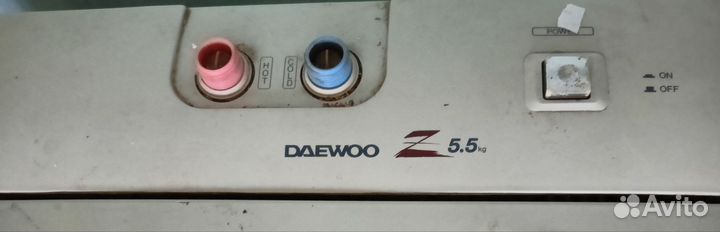 POWER
HOT
COLD
ON
OFF
DAEWOO Z 5.5kg
Avito